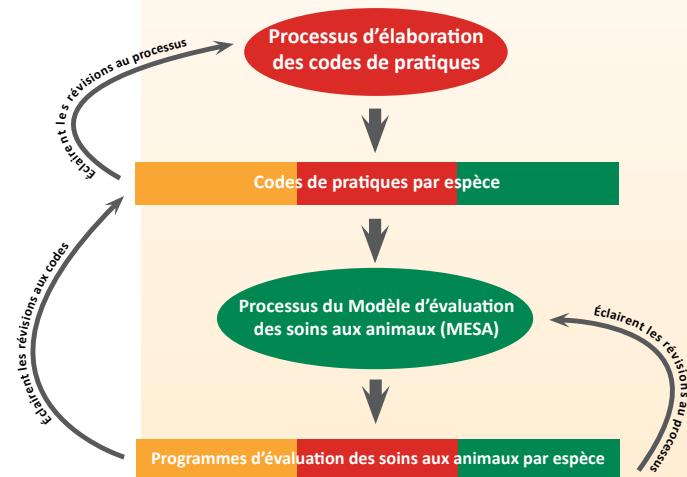 Processus d'élaboration
des codes de pratiques
Éclairent les révisions au processus
Codes de pratiques par espèce
Éclairent les révisions aux codes
Processus du Modèle d'évaluation
des soins aux animaux (MESA)
Éclairent les révisions au processus
Programmes d'évaluation des soins aux animaux par espèce